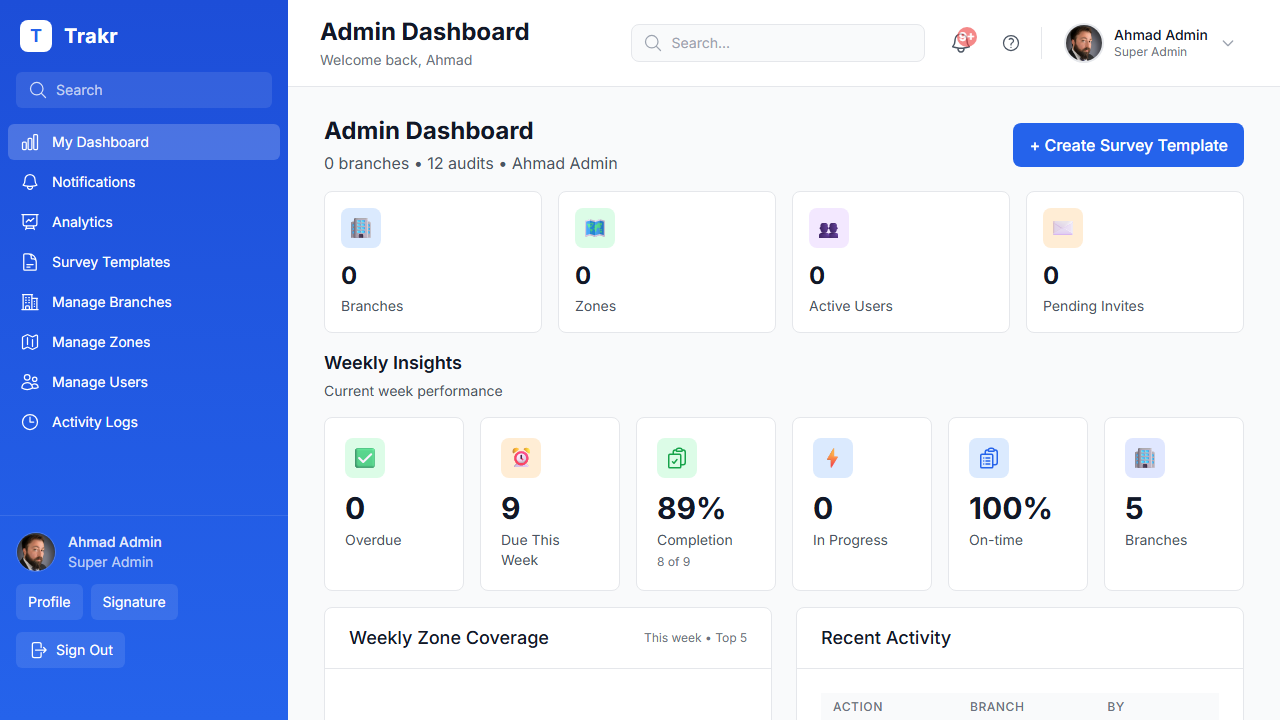 T Trakr
Search
My Dashboard
Notifications
Analytics
Survey Templates
Manage Branches
Manage Zones
Manage Users
Activity Logs
Ahmad Admin
Super Admin
Profile
Signature
Sign Out
Admin Dashboard
Welcome back, Ahmad
Search...
9+
Ahmad Admin
Super Admin
Admin Dashboard
0 branches • 12 audits • Ahmad Admin
+ Create Survey Template
0
Branches
0
Zones
0
Active Users
0
Pending Invites
Weekly Insights
Current week performance
0
Overdue
9
Due This
Week
89%
Completion
8 of 9
0
In Progress
100%
On-time
5
Branches
Weekly Zone Coverage
This week • Top 5
Recent Activity
ACTION BRANCH BY